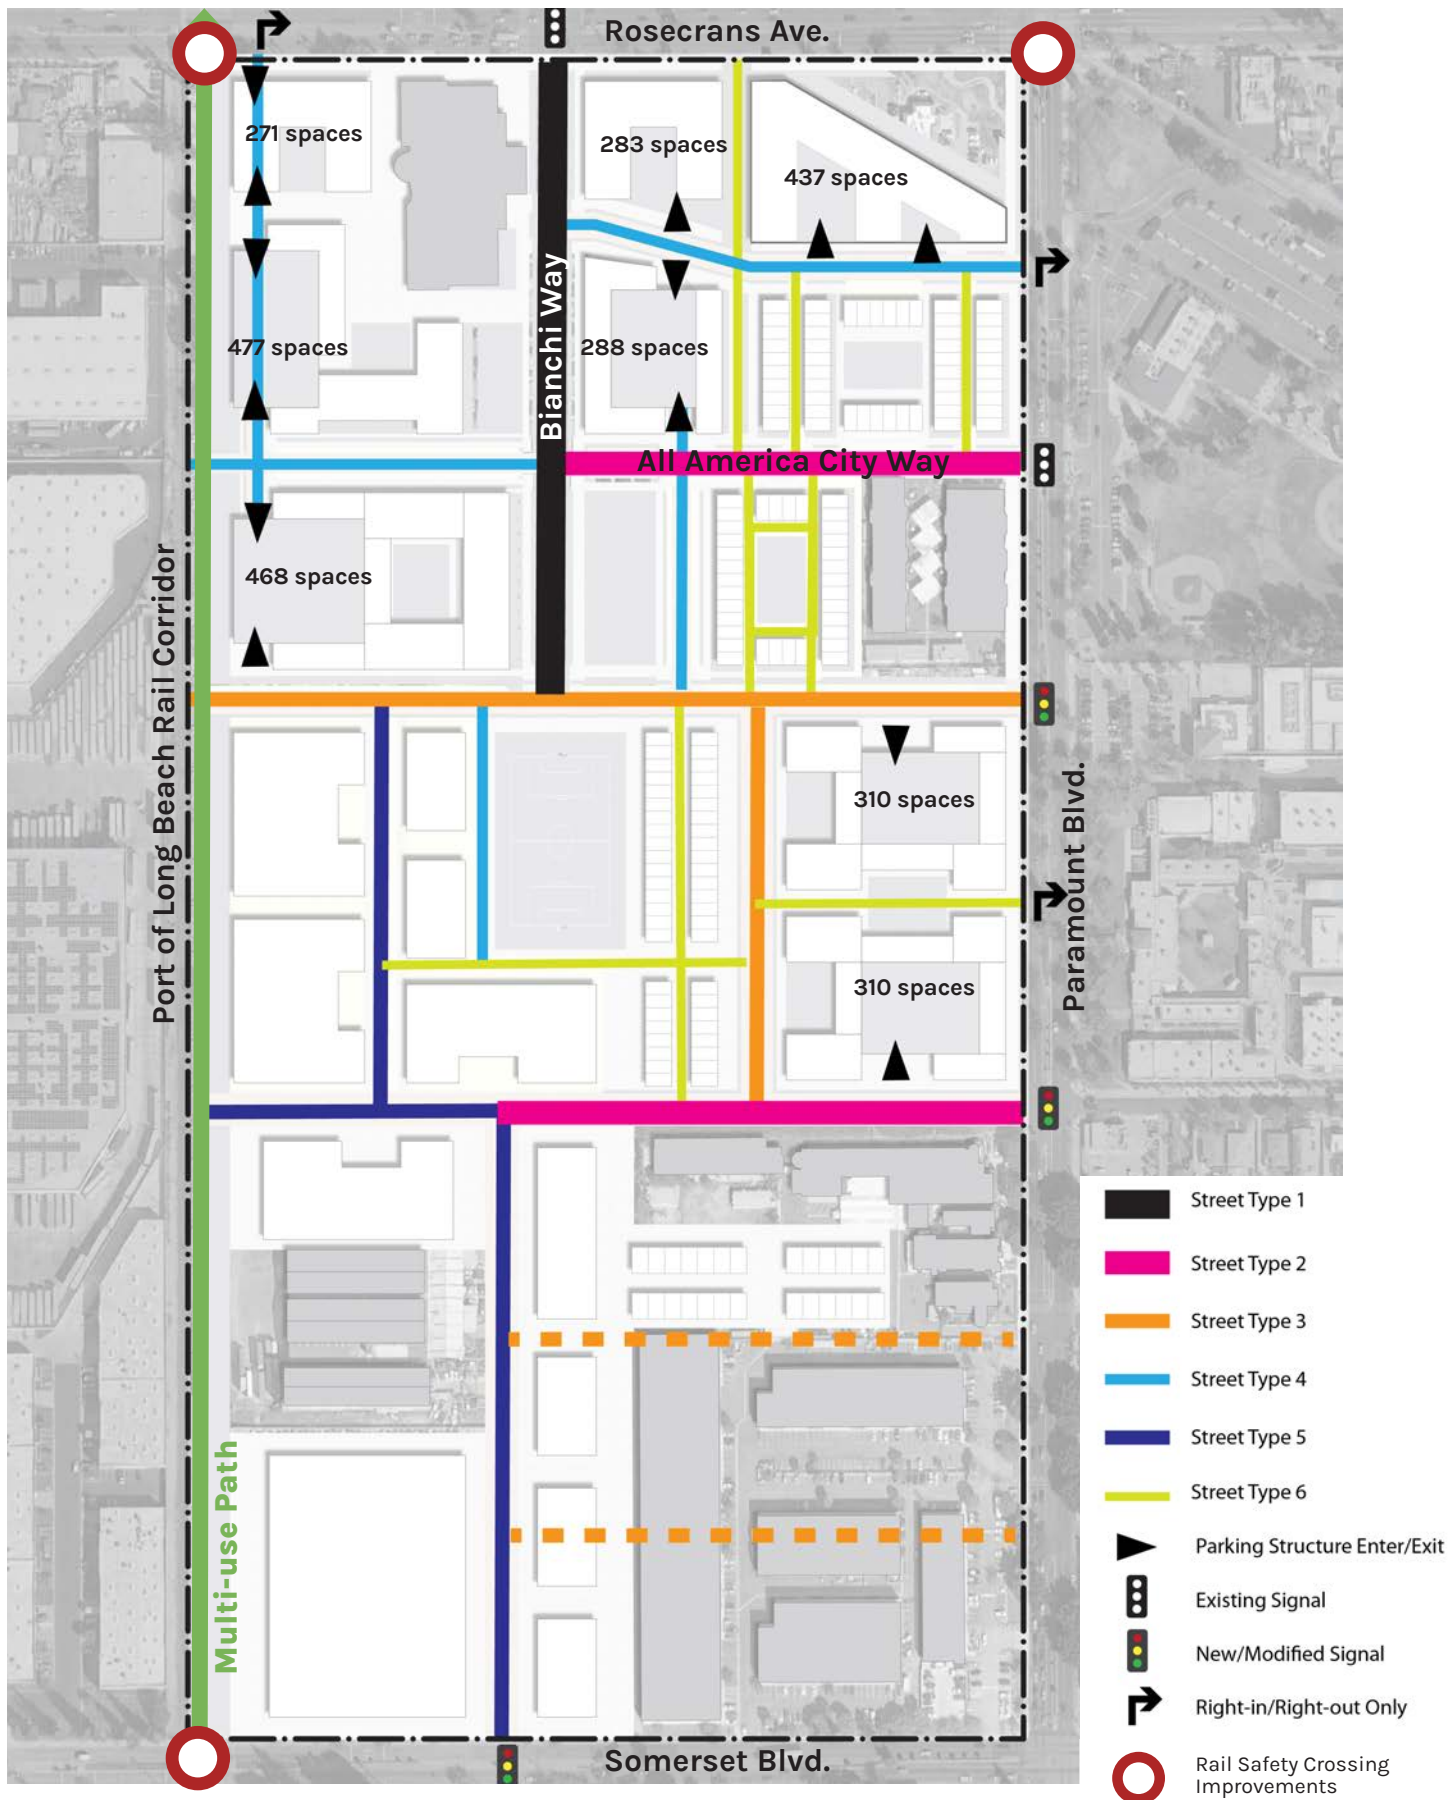 Rosecrans Ave.
271 spaces
283 spaces
437 spaces
477 spaces
Bianchi Way
288 spaces
All America City Way
468 spaces
Port of Long Beach Rail Corridor
310 spaces
Paramount Blvd.
310 spaces
Multi-use Path
Somerset Blvd.
Street Type 1
Street Type 2
Street Type 3
Street Type 4
Street Type 5
Street Type 6
Parking Structure Enter/Exit
Existing Signal
New/Modified Signal
Right-in/Right-out Only
Rail Safety Crossing
Improvements